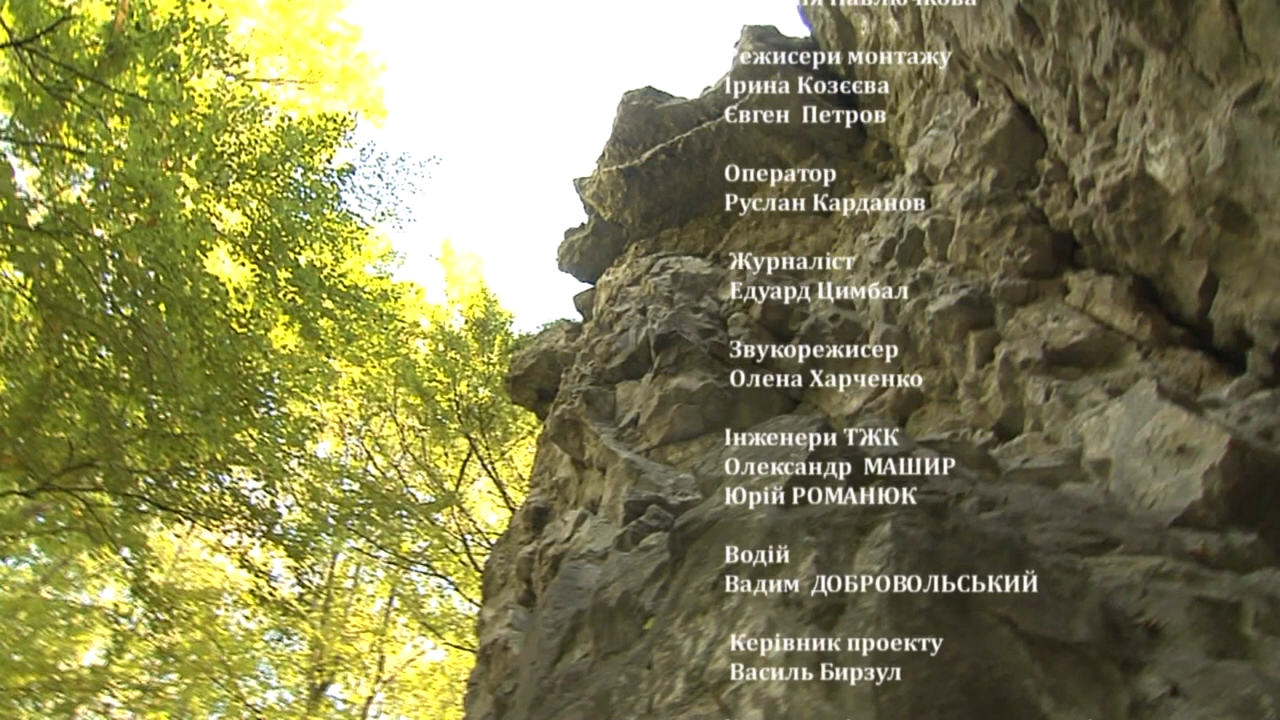 Режисери монтажу
Ірина Козєєва
Євген Петров
Оператор
Руслан Карданов
Журналіст
Едуард Цимбал
Звукорежисер
Олена Харченко
Інженери ТЖК
Олександр МАШИР
Юрій РОМАНЮК
Водій
Вадим ДОБРОВОЛЬСЬКИЙ
Керівник проекту
Василь Бирзул